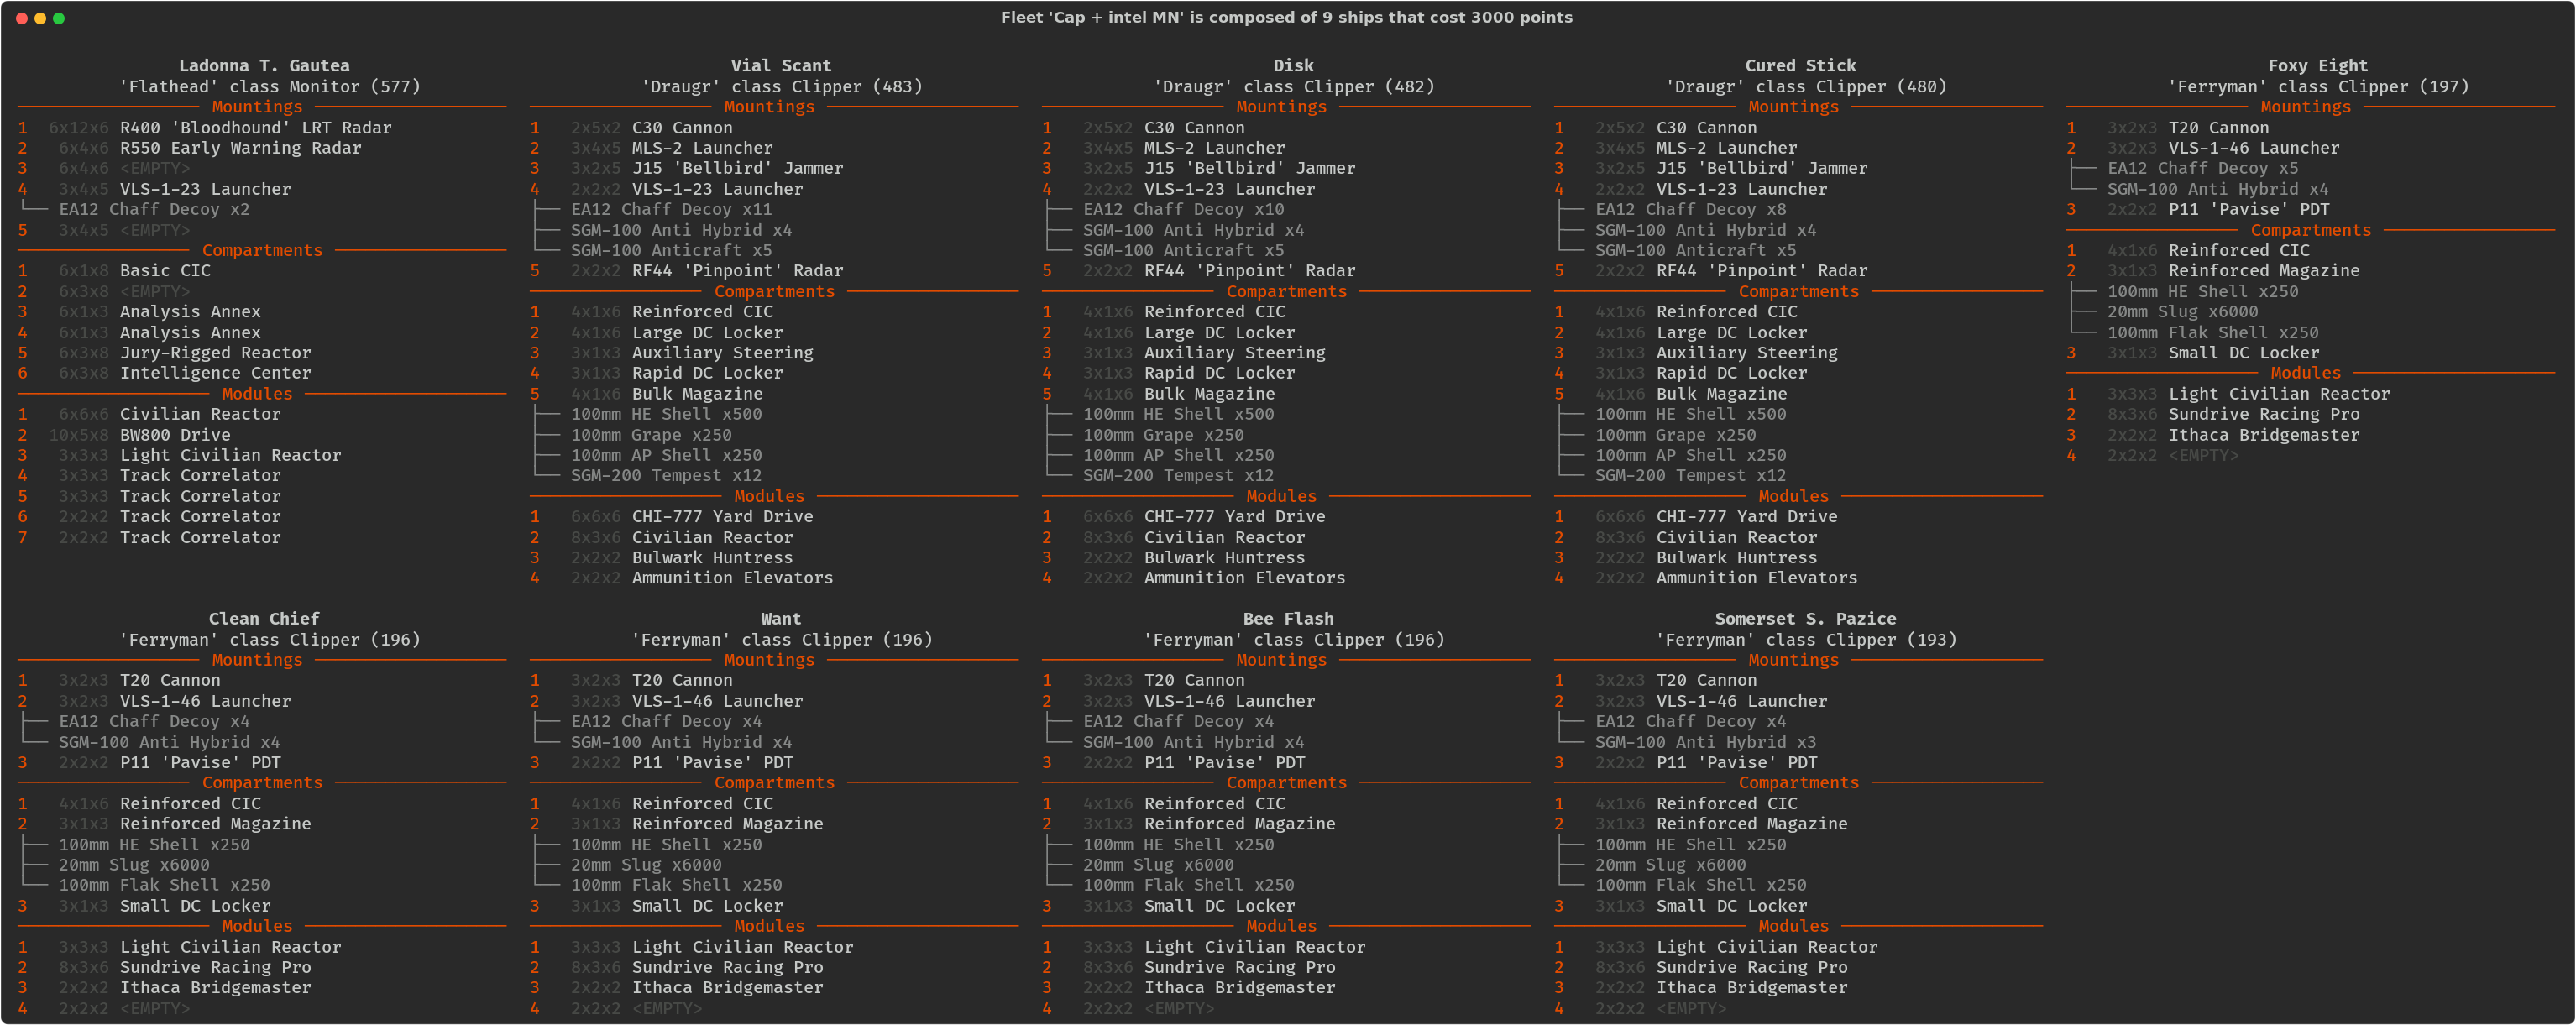 Fleet 'Cap + intel MN' is composed of 9 ships that cost 3000 points
Ladonna T. Gautea
'Flathead' class Monitor (577)
Mountings
1 6x12x6 R400 'Bloodhound' LRT Radar
2 6x4x6 R550 Early Warning Radar
3 6x4x6 <EMPTY>
4 3x4x5 VLS-1-23 Launcher
EA12 Chaff Decoy x2
5 3x4x5 <EMPTY>
Compartments
1 6x1x8 Basic CIC
2 6x3x8 <EMPTY>
3 6x1x3 Analysis Annex
4 6x1x3 Analysis Annex
5 6x3x8 Jury-Rigged Reactor
6 6x3x8 Intelligence Center
Modules
1 6x6x6 Civilian Reactor
2 10x5x8 BW800 Drive
3 3x3x3 Light Civilian Reactor
4 3x3x3 Track Correlator
5 3x3x3 Track Correlator
6 2x2x2 Track Correlator
7 2x2x2 Track Correlator
Vial Scant
'Draugr' class Clipper (483)
Mountings
1 2x5x2 C30 Cannon
2 3x4x5 MLS-2 Launcher
3 3x2x5 J15 'Bellbird' Jammer
4 2x2x2 VLS-1-23 Launcher
EA12 Chaff Decoy x11
SGM-100 Anti Hybrid x4
SGM-100 Anticraft x5
5 2x2x2 RF44 'Pinpoint' Radar
Compartments
1 4x1x6 Reinforced CIC
2 4x1x6 Large DC Locker
3 3x1x3 Auxiliary Steering
4 3x1x3 Rapid DC Locker
5 4x1x6 Bulk Magazine
100mm HE Shell x500
100mm Grape x250
100mm AP Shell x250
SGM-200 Tempest x12
Modules
1 6x6x6 CHI-777 Yard Drive
2 8x3x6 Civilian Reactor
3 2x2x2 Bulwark Huntress
4 2x2x2 Ammunition Elevators
Disk
'Draugr' class Clipper (482)
Mountings
1 2x5x2 C30 Cannon
2 3x4x5 MLS-2 Launcher
3 3x2x5 J15 'Bellbird' Jammer
4 2x2x2 VLS-1-23 Launcher
EA12 Chaff Decoy x10
SGM-100 Anti Hybrid x4
SGM-100 Anticraft x5
5 2x2x2 RF44 'Pinpoint' Radar
Compartments
1 4x1x6 Reinforced CIC
2 4x1x6 Large DC Locker
3 3x1x3 Auxiliary Steering
4 3x1x3 Rapid DC Locker
5 4x1x6 Bulk Magazine
100mm HE Shell x500
100mm Grape x250
100mm AP Shell x250
SGM-200 Tempest x12
Modules
1 6x6x6 CHI-777 Yard Drive
2 8x3x6 Civilian Reactor
3 2x2x2 Bulwark Huntress
4 2x2x2 Ammunition Elevators
Cured Stick
'Draugr' class Clipper (480)
Mountings
1 2x5x2 C30 Cannon
2 3x4x5 MLS-2 Launcher
3 3x2x5 J15 'Bellbird' Jammer
4 2x2x2 VLS-1-23 Launcher
EA12 Chaff Decoy x8
SGM-100 Anti Hybrid x4
SGM-100 Anticraft x5
5 2x2x2 RF44 'Pinpoint' Radar
Compartments
1 4x1x6 Reinforced CIC
2 4x1x6 Large DC Locker
3 3x1x3 Auxiliary Steering
4 3x1x3 Rapid DC Locker
5 4x1x6 Bulk Magazine
100mm HE Shell x500
100mm Grape x250
100mm AP Shell x250
SGM-200 Tempest x12
Modules
1 6x6x6 CHI-777 Yard Drive
2 8x3x6 Civilian Reactor
3 2x2x2 Bulwark Huntress
4 2x2x2 Ammunition Elevators
Foxy Eight
'Ferryman' class Clipper (197)
Mountings
1 3x2x3 T20 Cannon
2 3x2x3 VLS-1-46 Launcher
EA12 Chaff Decoy x5
SGM-100 Anti Hybrid x4
3 2x2x2 P11 'Pavise' PDT
Compartments
1 4x1x6 Reinforced CIC
2 3x1x3 Reinforced Magazine
100mm HE Shell x250
20mm Slug x6000
100mm Flak Shell x250
3 3x1x3 Small DC Locker
Modules
1 3x3x3 Light Civilian Reactor
2 8x3x6 Sundrive Racing Pro
3 2x2x2 Ithaca Bridgemaster
4 2x2x2 <EMPTY>
Clean Chief
'Ferryman' class Clipper (196)
Mountings
1 3x2x3 T20 Cannon
2 3x2x3 VLS-1-46 Launcher
EA12 Chaff Decoy x4
SGM-100 Anti Hybrid x4
3 2x2x2 P11 'Pavise' PDT
Compartments
1 4x1x6 Reinforced CIC
2 3x1x3 Reinforced Magazine
100mm HE Shell x250
20mm Slug x6000
100mm Flak Shell x250
3 3x1x3 Small DC Locker
Modules
1 3x3x3 Light Civilian Reactor
2 8x3x6 Sundrive Racing Pro
3 2x2x2 Ithaca Bridgemaster
4 2x2x2 <EMPTY>
Want
'Ferryman' class Clipper (196)
Mountings
1 3x2x3 T20 Cannon
2 3x2x3 VLS-1-46 Launcher
EA12 Chaff Decoy x4
SGM-100 Anti Hybrid x4
3 2x2x2 P11 'Pavise' PDT
Compartments
1 4x1x6 Reinforced CIC
2 3x1x3 Reinforced Magazine
100mm HE Shell x250
20mm Slug x6000
100mm Flak Shell x250
3 3x1x3 Small DC Locker
Modules
1 3x3x3 Light Civilian Reactor
2 8x3x6 Sundrive Racing Pro
3 2x2x2 Ithaca Bridgemaster
4 2x2x2 <EMPTY>
Bee Flash
'Ferryman' class Clipper (196)
Mountings
1 3x2x3 T20 Cannon
2 3x2x3 VLS-1-46 Launcher
EA12 Chaff Decoy x4
SGM-100 Anti Hybrid x4
3 2x2x2 P11 'Pavise' PDT
Compartments
1 4x1x6 Reinforced CIC
2 3x1x3 Reinforced Magazine
100mm HE Shell x250
20mm Slug x6000
100mm Flak Shell x250
3 3x1x3 Small DC Locker
Modules
1 3x3x3 Light Civilian Reactor
2 8x3x6 Sundrive Racing Pro
3 2x2x2 Ithaca Bridgemaster
4 2x2x2 <EMPTY>
Somerset S. Pazice
'Ferryman' class Clipper (193)
Mountings
1 3x2x3 T20 Cannon
2 3x2x3 VLS-1-46 Launcher
EA12 Chaff Decoy x4
SGM-100 Anti Hybrid x3
3 2x2x2 P11 'Pavise' PDT
Compartments
1 4x1x6 Reinforced CIC
2 3x1x3 Reinforced Magazine
100mm HE Shell x250
20mm Slug x6000
100mm Flak Shell x250
3 3x1x3 Small DC Locker
Modules
1 3x3x3 Light Civilian Reactor
2 8x3x6 Sundrive Racing Pro
3 2x2x2 Ithaca Bridgemaster
4 2x2x2 <EMPTY>